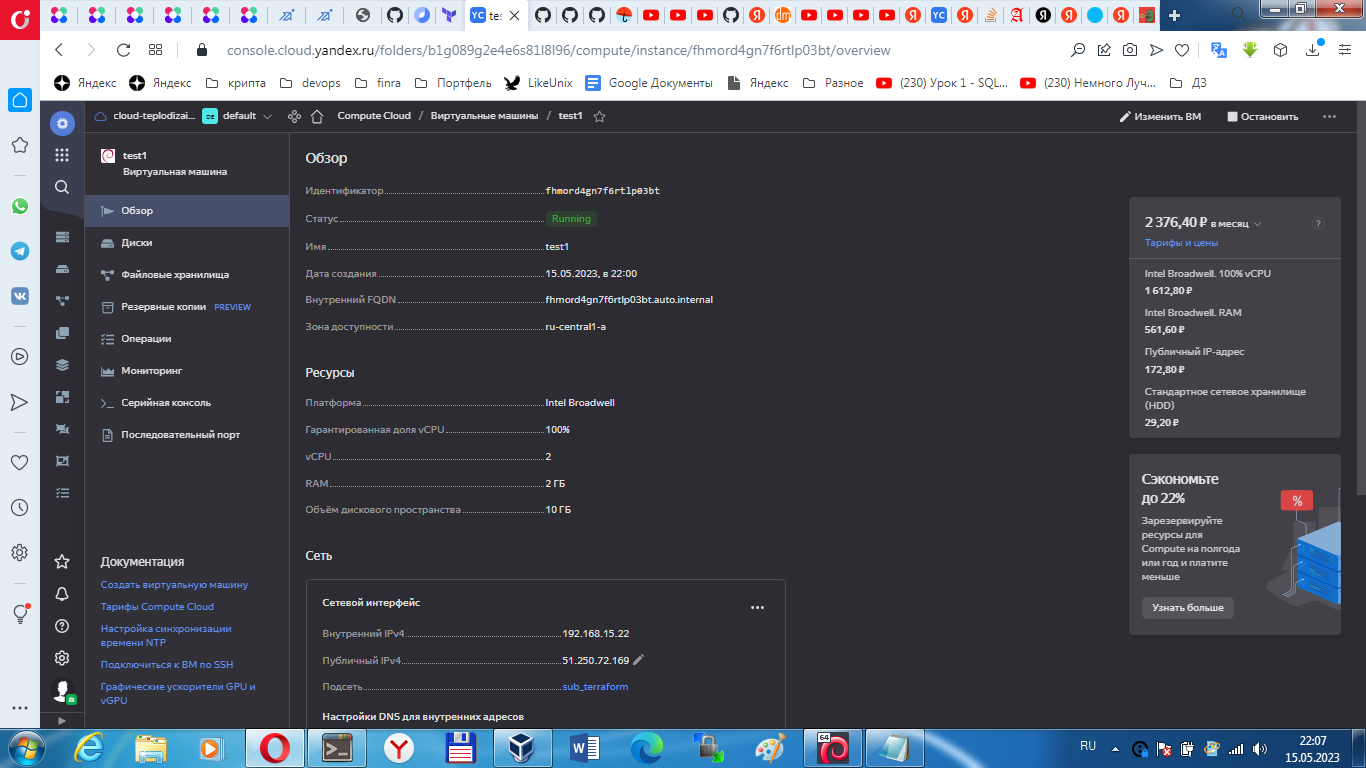 YC
te
dm
YC
console.cloud.yandex.ru/folders/b1g089g2e4e6s81l8l96/compute/instance/fhmord4gn7f6rtlp03bt/overview
Яндекс
Яндекс
крипта
devops
finra
Портфель
LikeUnix
Google Документы
Яндекс
Разное
(230) Урок 1 - SQL...
(230) Немного Луч...
ДЗ
cloud-teplodizai...
DE
default
Compute Cloud / Виртуальные машины / test1
Изменить ВМ
Остановить
test1
Виртуальная машина
Обзор
Диски
Файловые хранилища
Резервные копии PREVIEW
Операции
Мониторинг
Серийная консоль
Последовательный порт
Документация
Создать виртуальную машину
Тарифы Compute Cloud
Настройка синхронизации
времени NTP
Подключиться к ВМ по SSH
Графические ускорители GPU и
vGPU
Обзор
Идентификатор fhmord4gn7f6rtlp03bt
Статус Running
Имя test1
Дата создания 15.05.2023, в 22:00
Внутренний FQDN fhmord4gn7f6rtlp03bt.auto.internal
Зона доступности ru-central1-a
Ресурсы
Платформа Intel Broadwell
Гарантированная доля vCPU 100%
vCPU 2
RAM 2 ГБ
Объём дискового пространства 10 ГБ
Сеть
Сетевой интерфейс
Внутренний IPv4 192.168.15.22
Публичный IPv4 51.250.72.169
Подсеть sub_terraform
Настройки DNS для внутренних адресов
2 376,40 ₽ в месяц
Тарифы и цены
Intel Broadwell. 100% vCPU
1 612,80 ₽
Intel Broadwell. RAM
561,60 ₽
Публичный IP-адрес
172,80 ₽
Стандартное сетевое хранилище
(HDD)
29,20 ₽
Сэкономьте
до 22%
Зарезервируйте
ресурсы для
Compute на полгода
или год и платите
меньше
Узнать больше
%
64
RU
22:07
15.05.2023